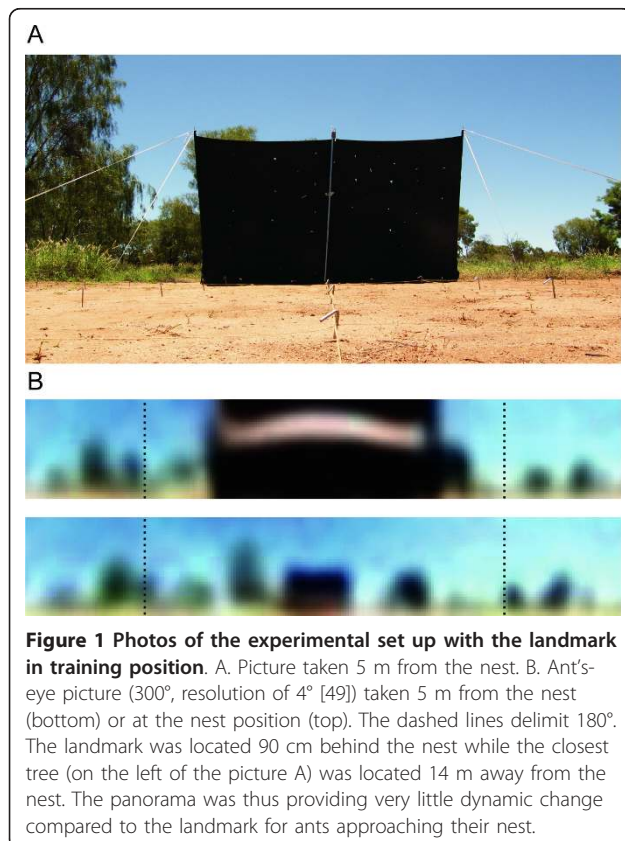 A
B
Figure 1 Photos of the experimental set up with the landmark
in training position. A. Picture taken 5 m from the nest. B. Ant's-
eye picture (300°, resolution of 4° [49]) taken 5 m from the nest
(bottom) or at the nest position (top). The dashed lines delimit 180°.
The landmark was located 90 cm behind the nest while the closest
tree (on the left of the picture A) was located 14 m away from the
nest. The panorama was thus providing very little dynamic change
compared to the landmark for ants approaching their nest.